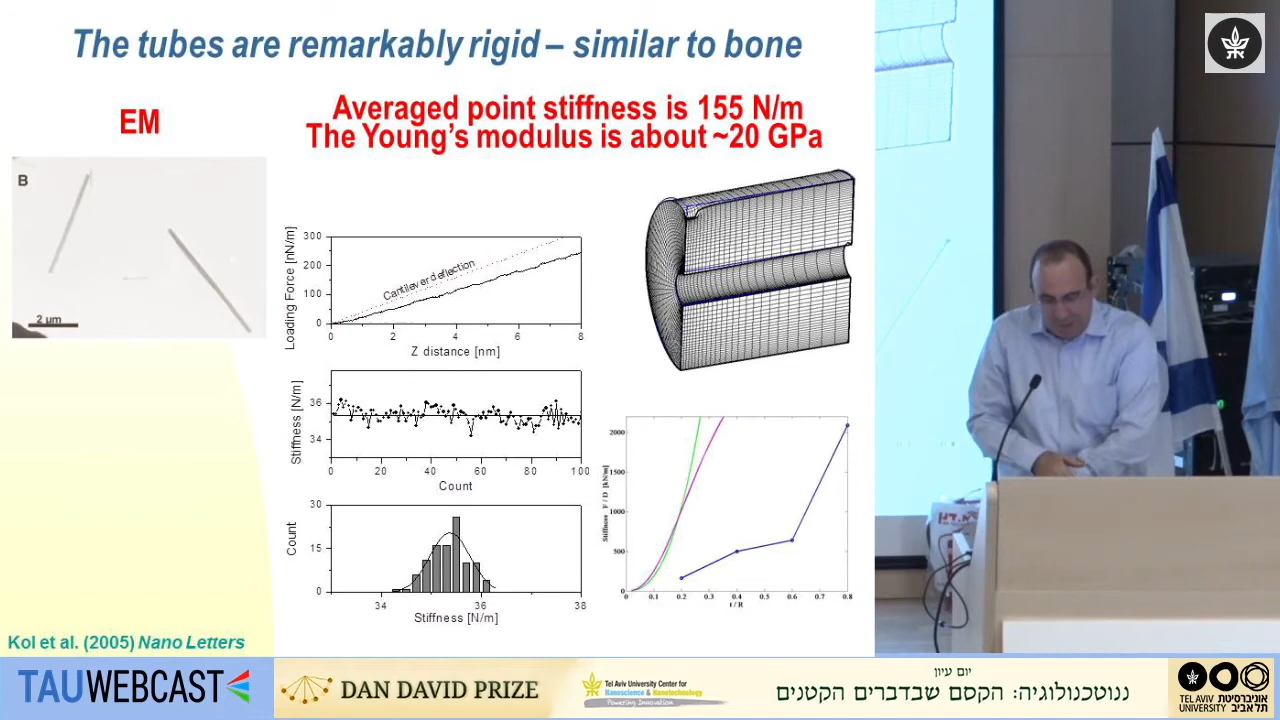 The tubes are remarkably rigid – similar to bone
EM
Averaged point stiffness is 155 N/m
The Young's modulus is about ~20 GPa
B
2 µm
300
200
100
0
Loading Force [nN/m]
Cantilever deflection
0 2 4 6 8
Z distance [nm]
36
34
Stiffness [N/m]
0 20 40 60 80 100
Count
30
15
0
Count
34 36 38
Stiffness [N/m]
2000
1500
1000
500
0
Stiffness F / D [kN/m]
0 0.1 0.2 0.3 0.4 0.5 0.6 0.7 0.8
t / R
Kol et al. (2005) Nano Letters
TAUWEBCAST
DAN DAVID PRIZE
Tel Aviv University Center for
Nanoscience & Nanotechnology
Powering Innovation
יום עיון
ננוטכנולוגיה: הקסם שבדברים הקטנים
TEL AVIV UNIVERSITY
אוניברסיטת תל אביב